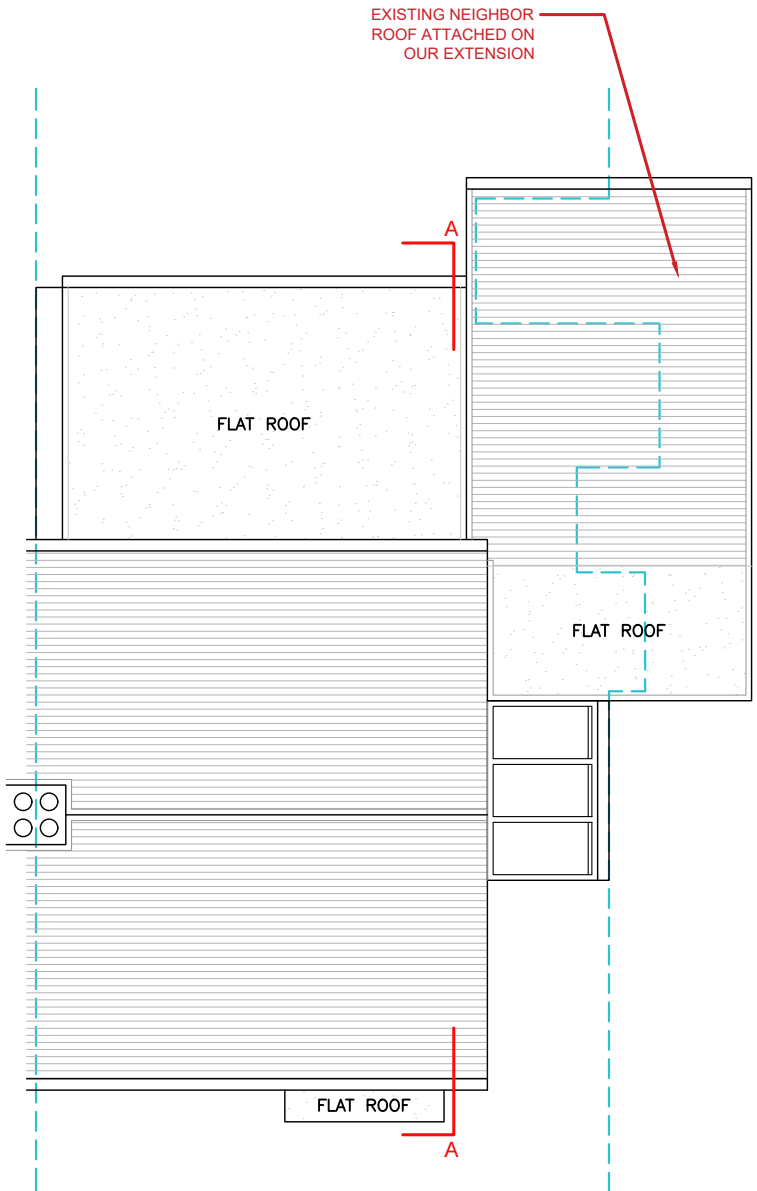 EXISTING NEIGHBOR
ROOF ATTACHED ON
OUR EXTENSION
A
FLAT ROOF
FLAT ROOF
FLAT ROOF
A